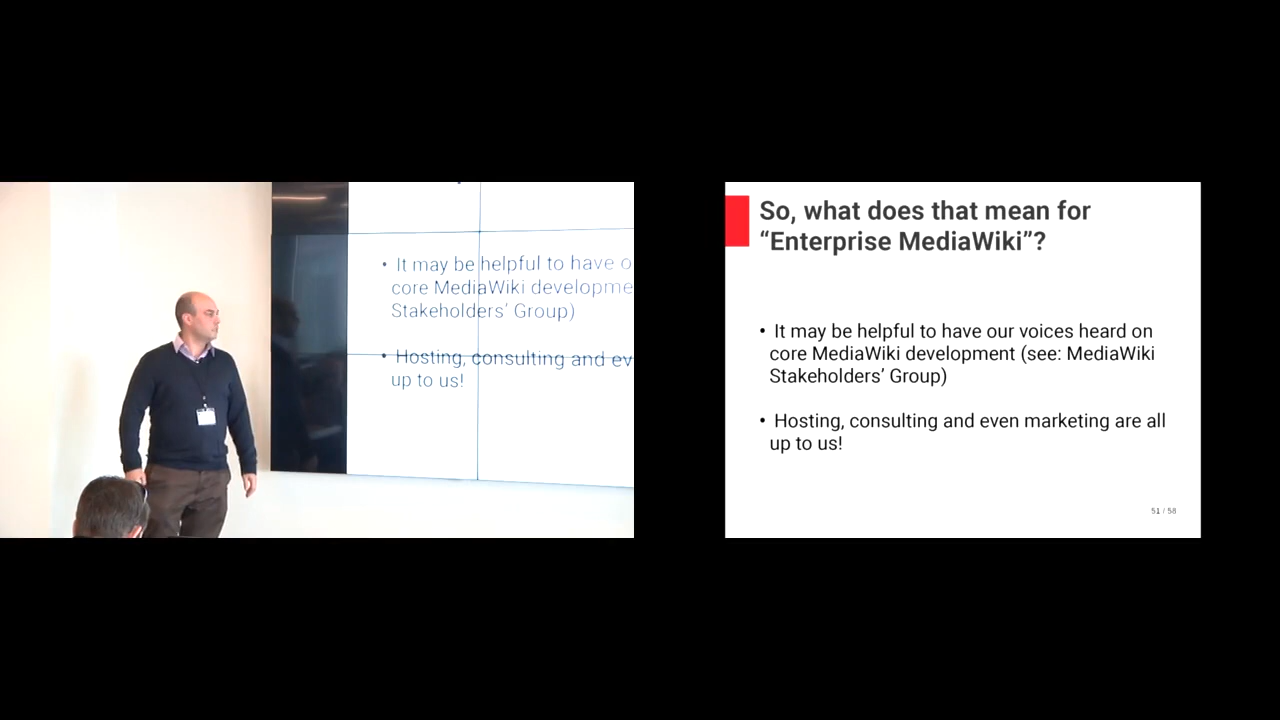 • It may be helpful to have o
core MediaWiki developme
Stakeholders’ Group)
• Hosting, consulting and ev
up to us!
So, what does that mean for
“Enterprise MediaWiki”?
• It may be helpful to have our voices heard on
core MediaWiki development (see: MediaWiki
Stakeholders’ Group)
• Hosting, consulting and even marketing are all
up to us!
51 / 58